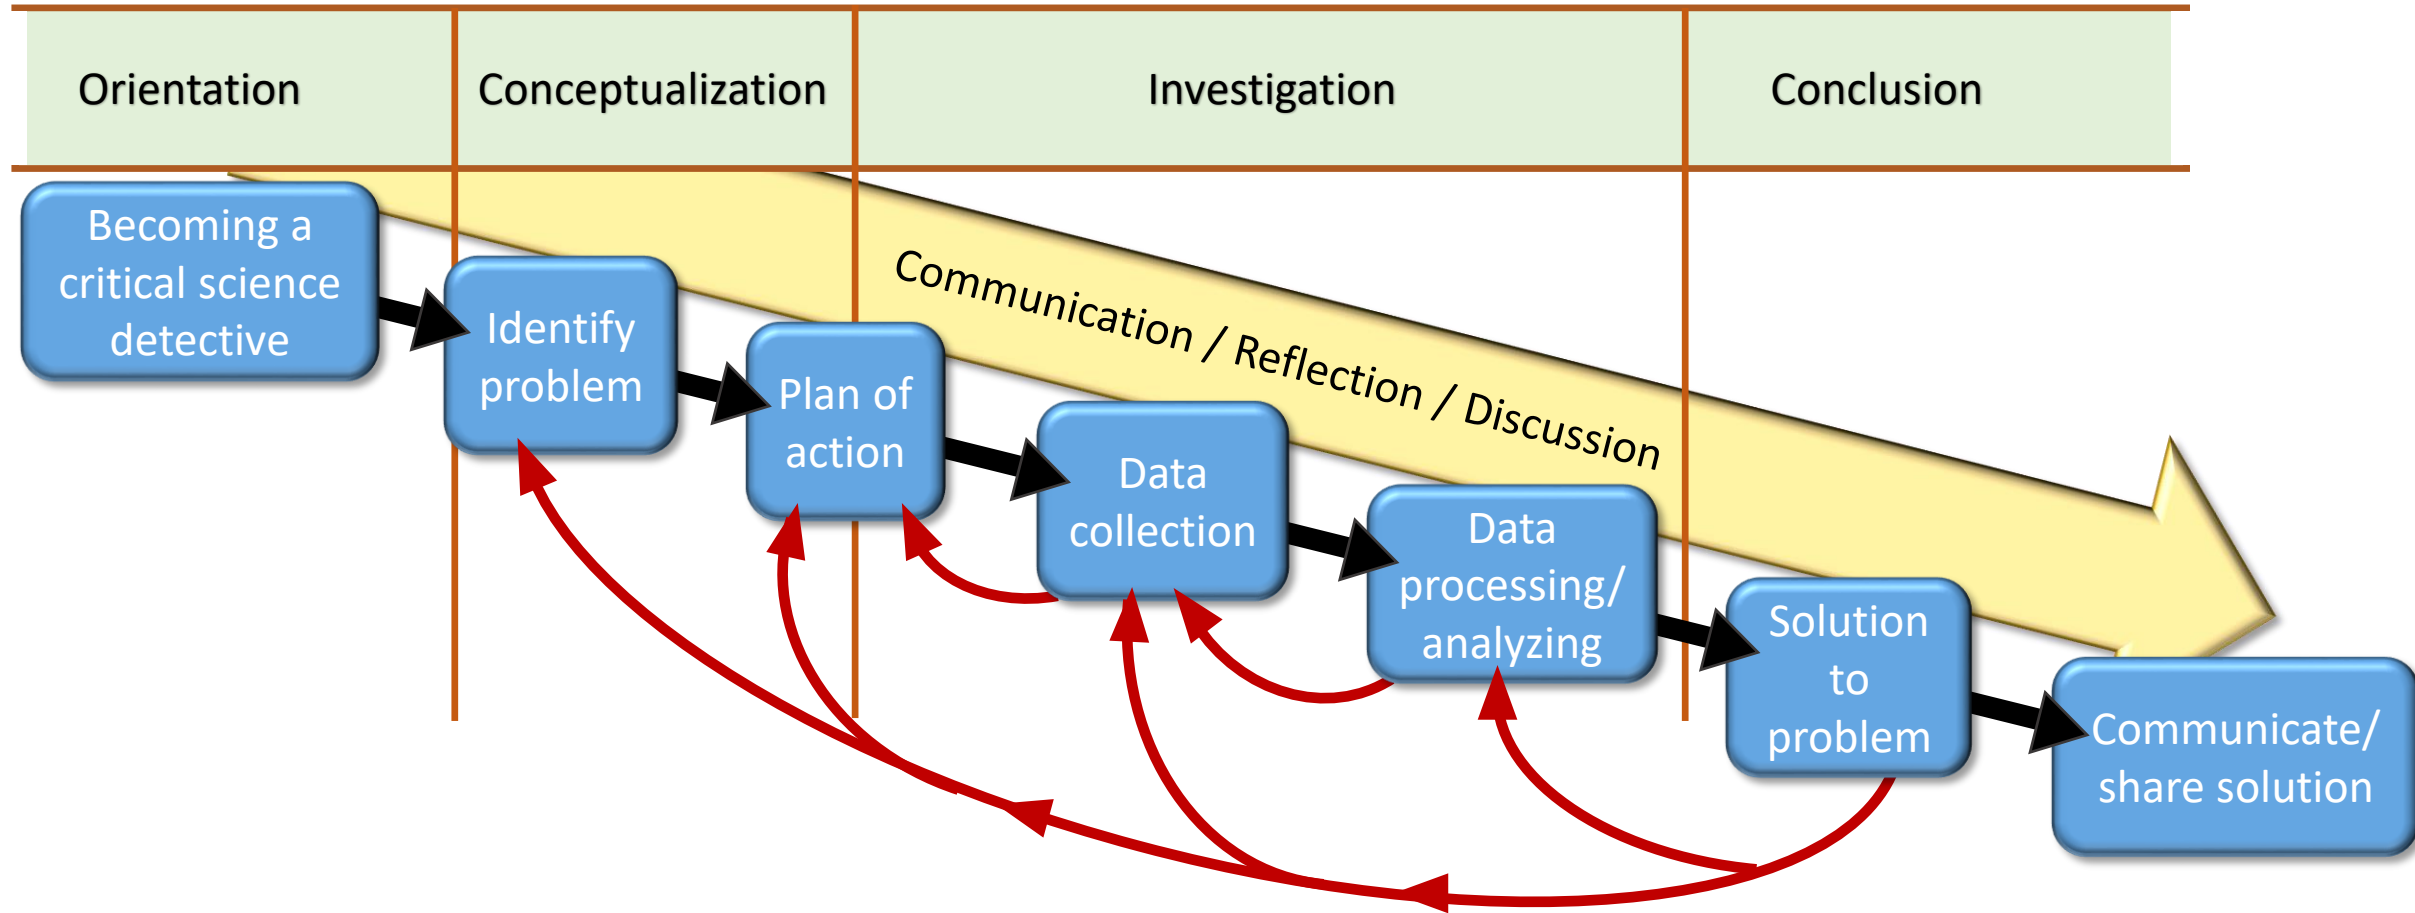 Orientation
Conceptualization
Investigation
Conclusion
Becoming a
critical science
detective
Identify
problem
Plan of
action
Communication / Reflection / Discussion
Data
collection
Data
processing/
analyzing
Solution
to
problem
Communicate/
share solution